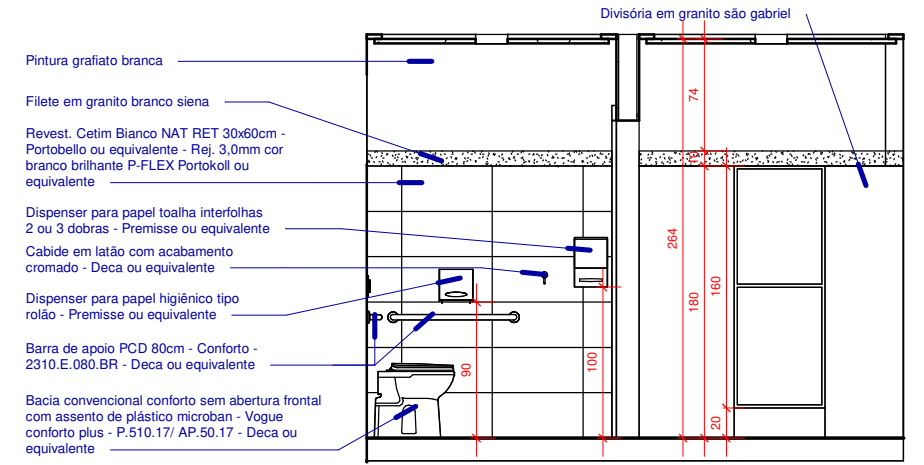 Divisória em granito são gabriel
Pintura grafiato branca
Filete em granito branco siena
Revest. Cetim Bianco NAT RET 30x60cm -
Portobello ou equivalente - Rej. 3,0mm cor
branco brilhante P-FLEX Portokoll ou
equivalente
Dispenser para papel toalha interfolhas
2 ou 3 dobras - Premisse ou equivalente
Cabide em latão com acabamento
cromado - Deca ou equivalente
Dispenser para papel higiênico tipo
rolão - Premisse ou equivalente
Barra de apoio PCD 80cm - Conforto -
2310.E.080.BR - Deca ou equivalente
Bacia convencional conforto sem abertura frontal
com assento de plástico microban - Vogue
conforto plus - P.510.17/ AP.50.17 - Deca ou
equivalente
90
100
264
180
74
10
160
20